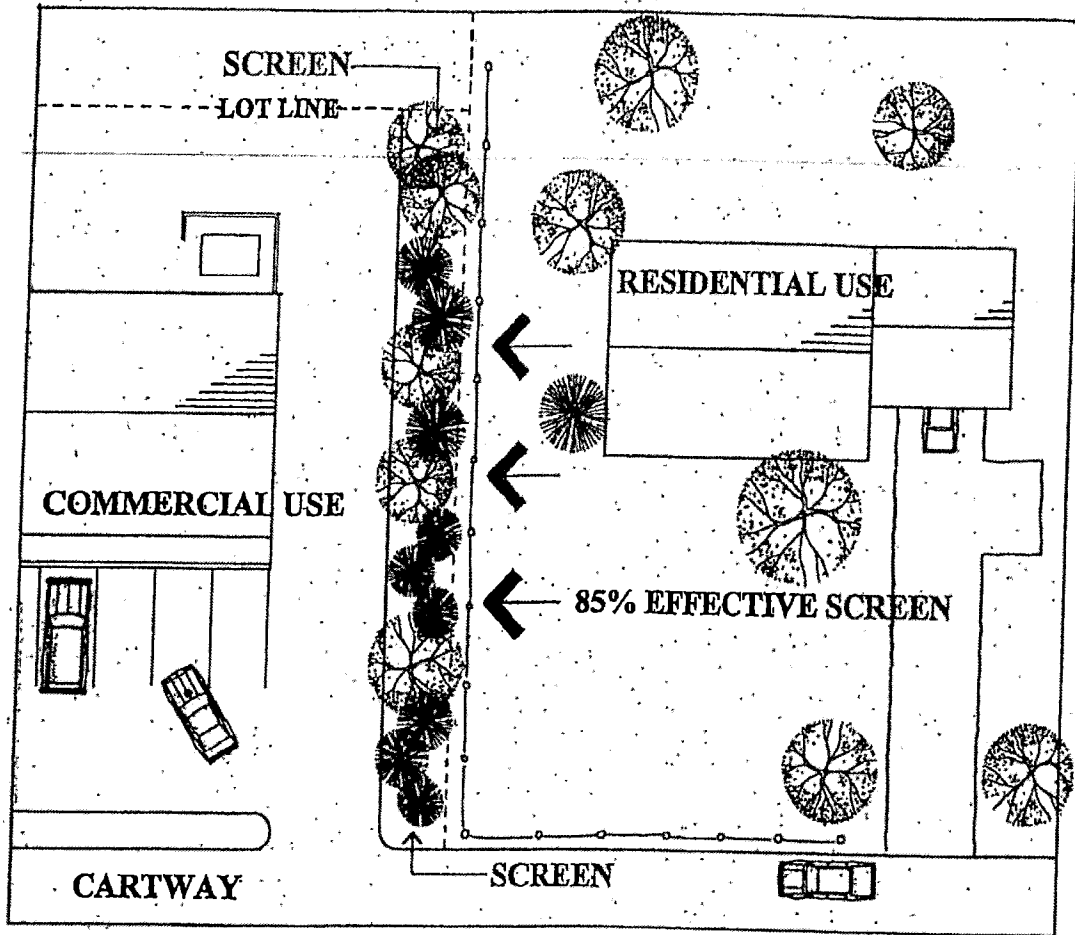 SCREEN
LOT LINE
RESIDENTIAL USE
COMMERCIAL USE
85% EFFECTIVE SCREEN
SCREEN
CARTWAY